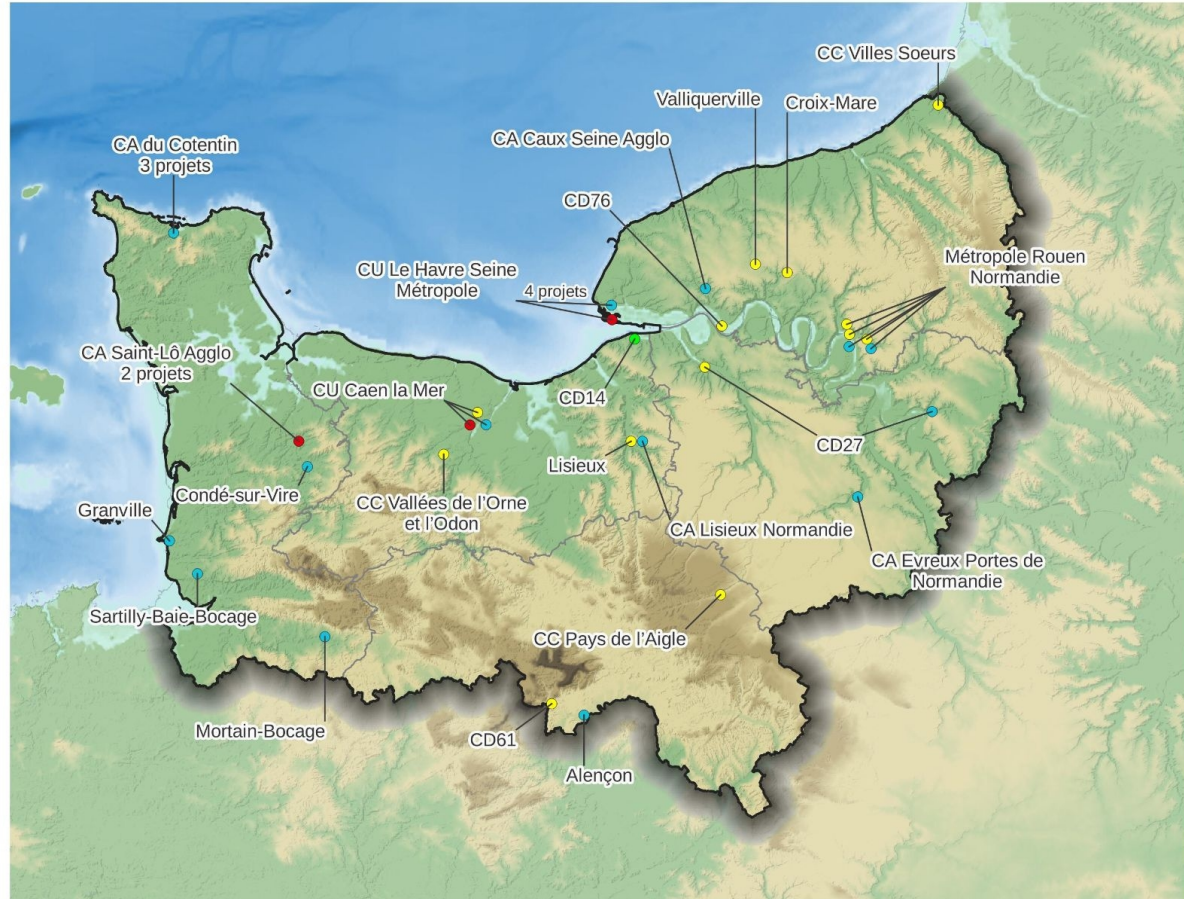 CC Villes Soeurs
Valliquerville
Croix-Mare
CA Caux Seine Agglo
CA du Cotentin
3 projets
CD76
Métropole Rouen
Normandie
CU Le Havre Seine
Métropole
4 projets
CA Saint-Lô Agglo
2 projets
CU Caen la Mer
CD14
CD27
Lisieux
Condé-sur-Vire
CC Vallées de l'Orne
et l'Odon
Granville
CA Lisieux Normandie
CA Evreux Portes de
Normandie
Sartilly-Baie-Bocage
CC Pays de l'Aigle
Mortain-Bocage
CD61
Alençon